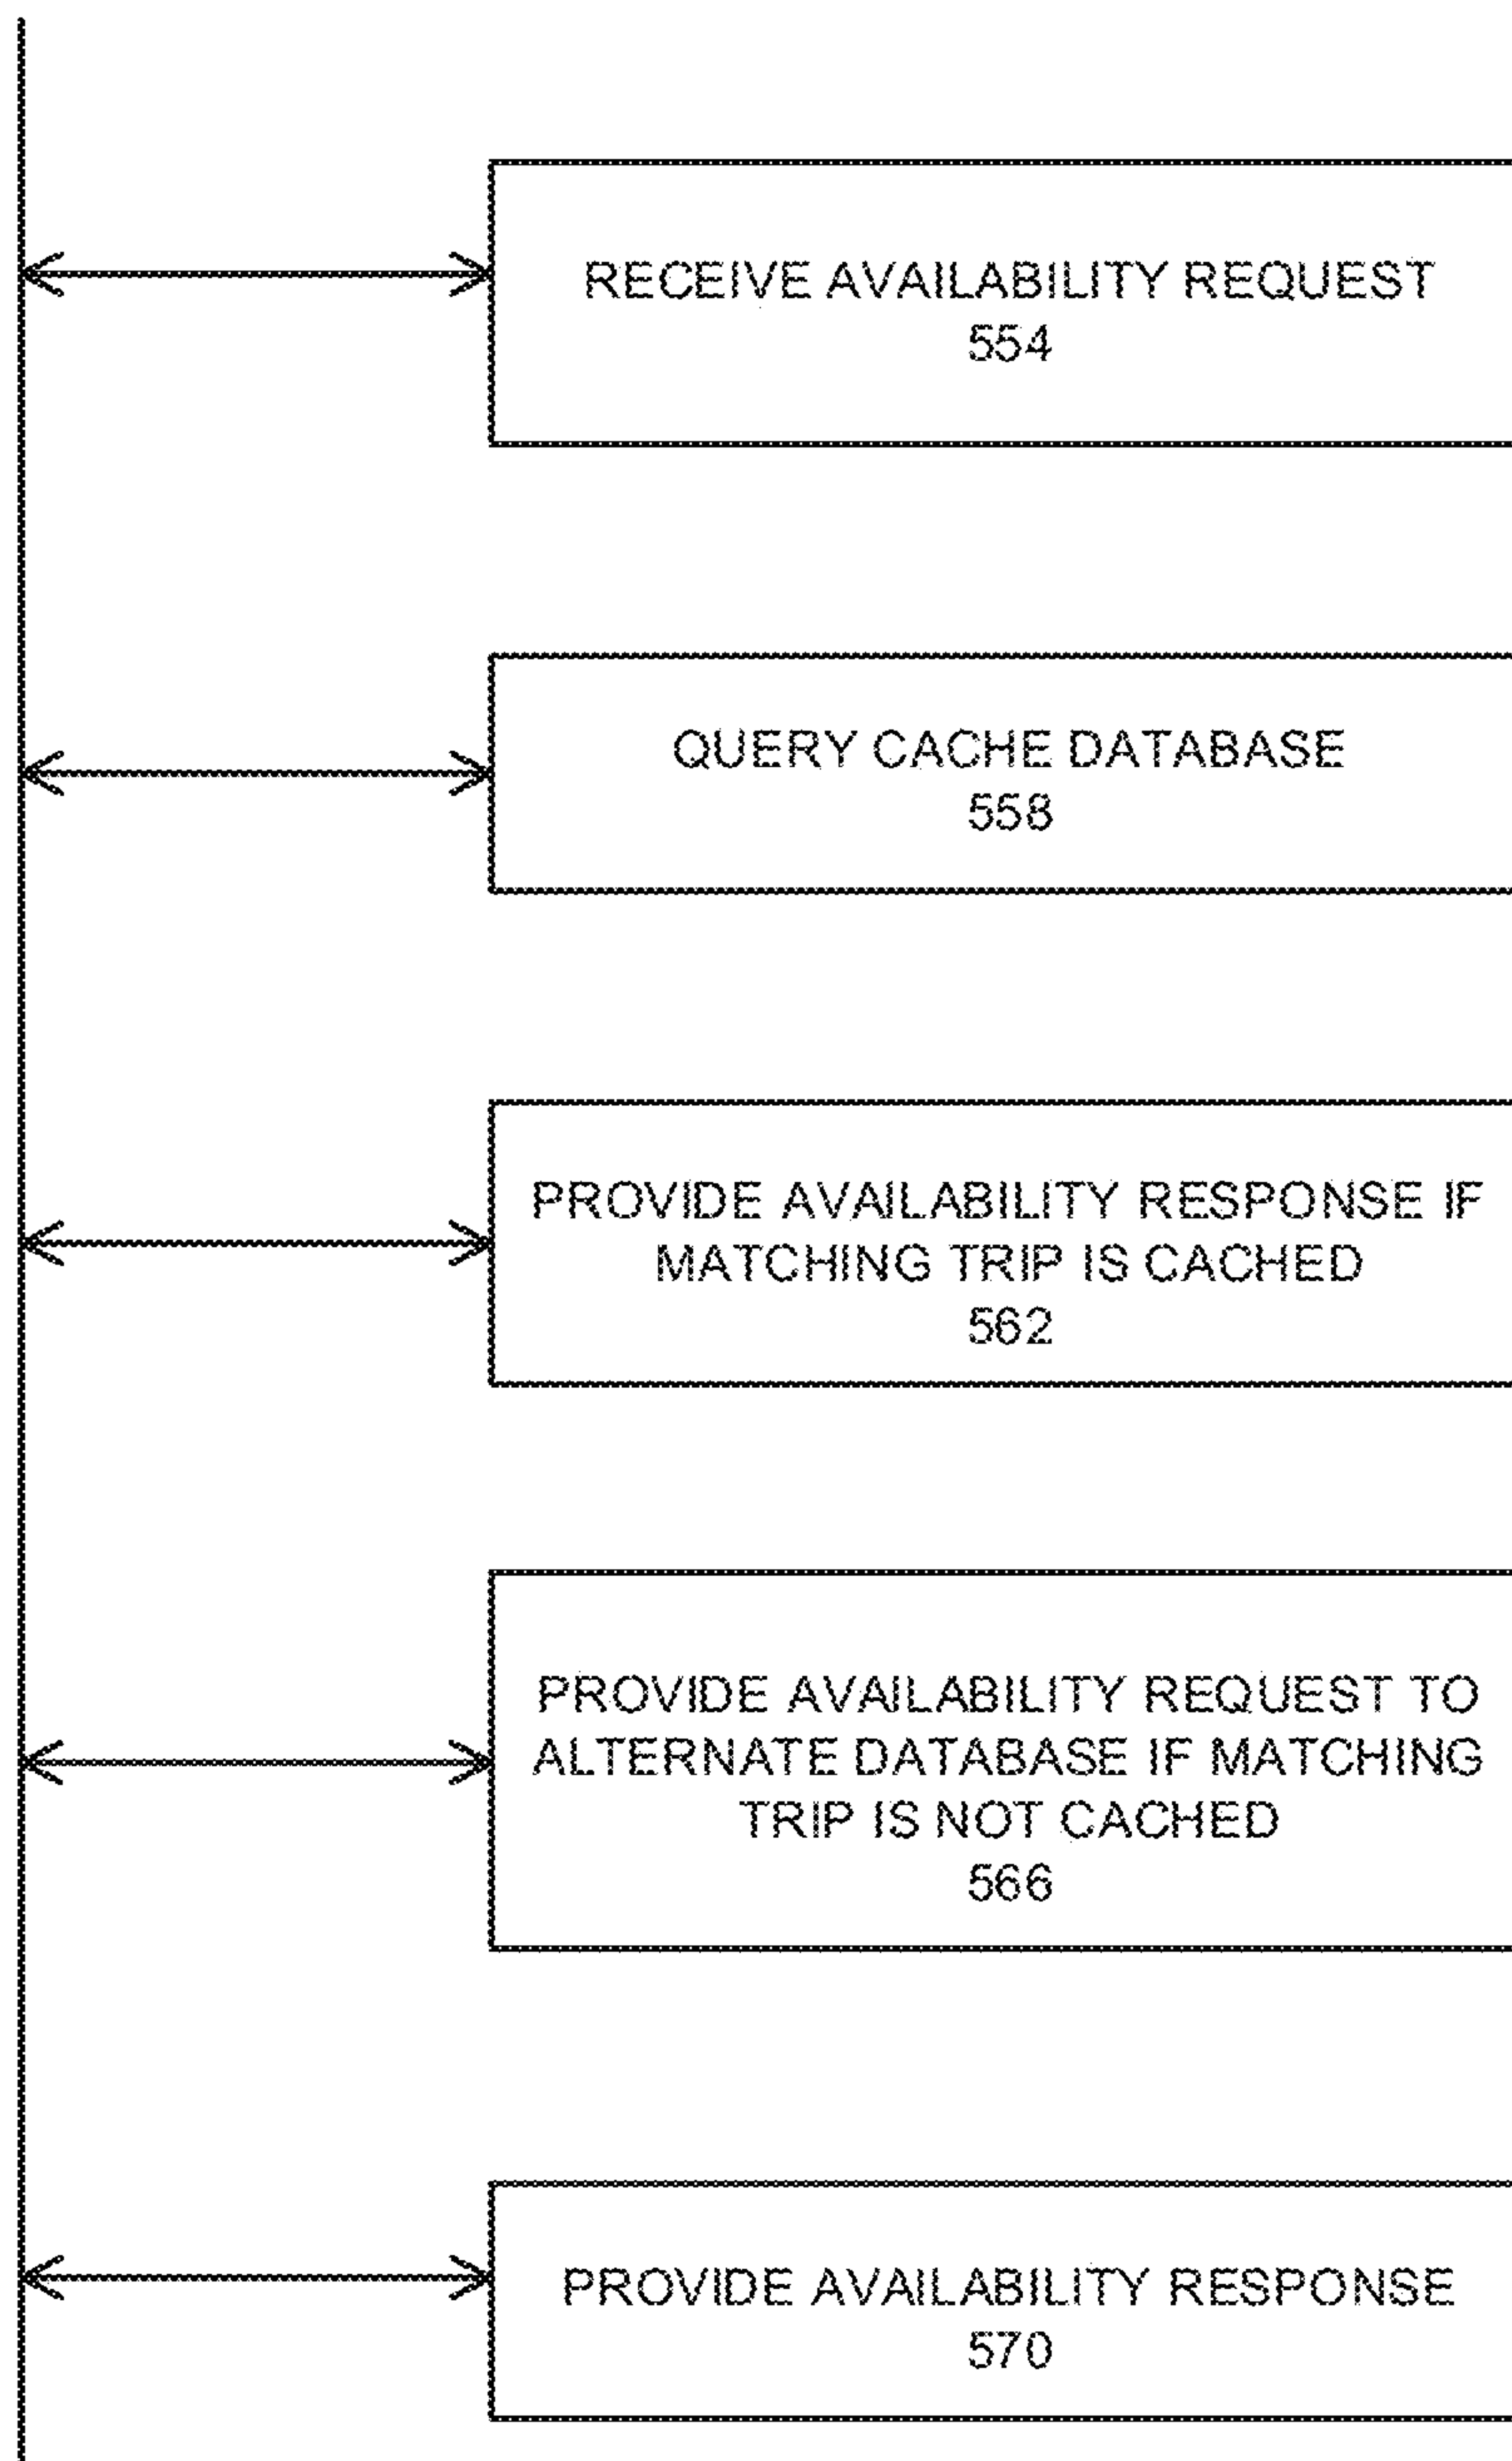 RECEIVE AVAILABILITY REQUEST
554
QUERY CACHE DATABASE
558
PROVIDE AVAILABILITY RESPONSE IF
MATCHING TRIP IS CACHED
562
PROVIDE AVAILABILITY REQUEST TO
ALTERNATE DATABASE IF MATCHING
TRIP IS NOT CACHED
566
PROVIDE AVAILABILITY RESPONSE
570